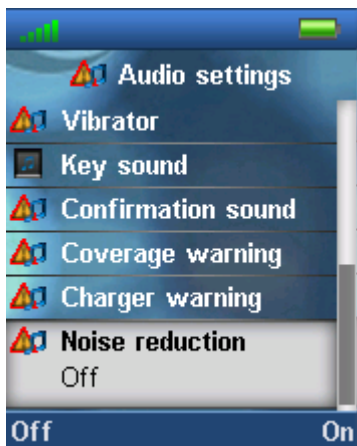 Audio settings
Vibrator
Key sound
Confirmation sound
Coverage warning
Charger warning
Noise reduction
Off
Off On